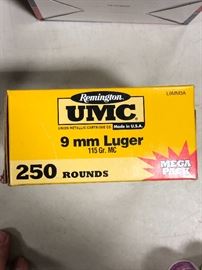 L9MM3A
Remington
UMC
UNION METALLIC CARTRIDGE CO. Made in U.S.A.
9 mm Luger
115 Gr. MC
250 ROUNDS
MEGA
PACK